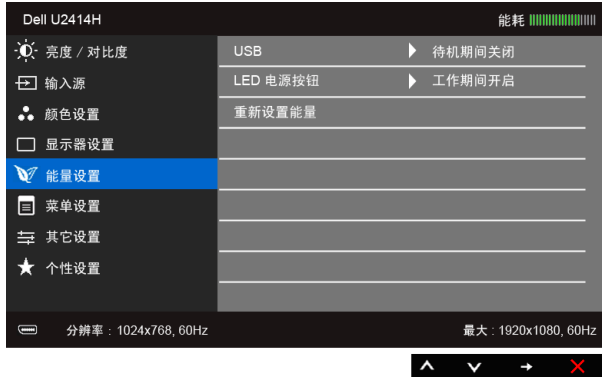 Dell U2414H 能耗
亮度 / 对比度 USB 待机期间关闭
输入源 LED 电源按钮 工作期间开启
颜色设置 重新设置能量
显示器设置
能量设置
菜单设置
其它设置
个性设置
分辨率 : 1024x768, 60Hz 最大 : 1920x1080, 60Hz